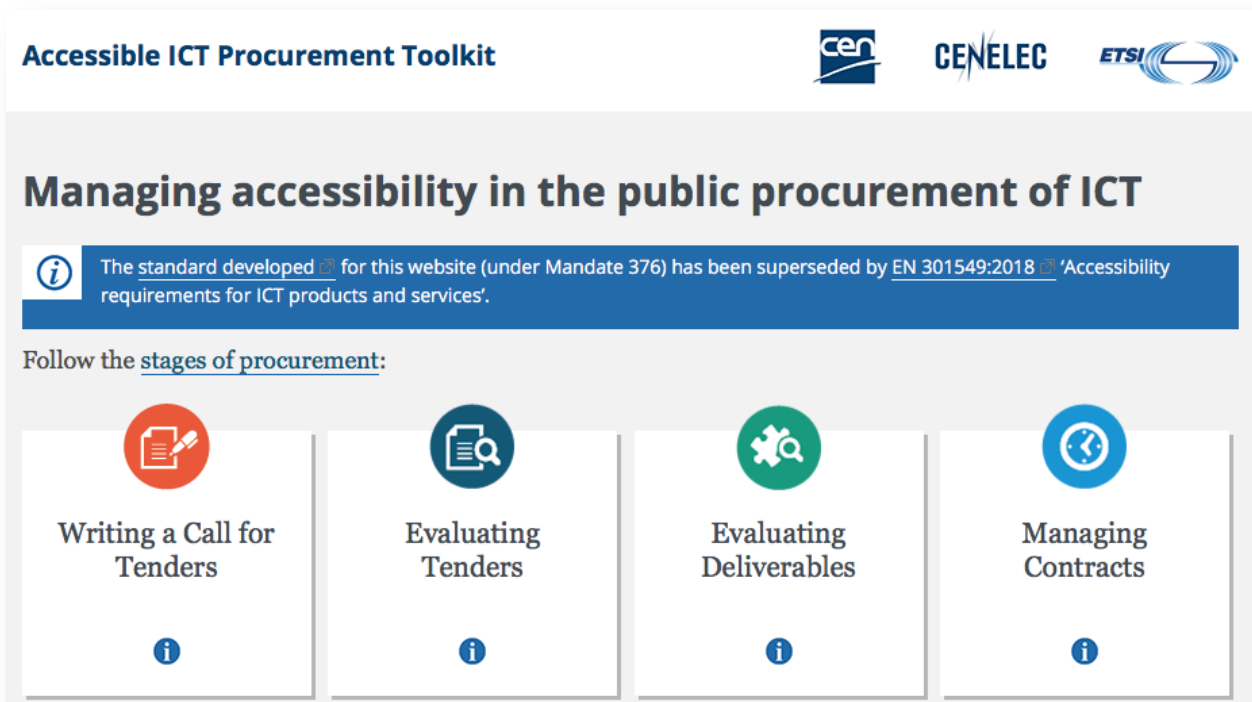 Accessible ICT Procurement Toolkit
cen
CENELEC
ETSI
Managing accessibility in the public procurement of ICT
The standard developed for this website (under Mandate 376) has been superseded by EN 301549:2018 ‘Accessibility
requirements for ICT products and services’.
Follow the stages of procurement:
Writing a Call for
Tenders
Evaluating
Tenders
Evaluating
Deliverables
Managing
Contracts